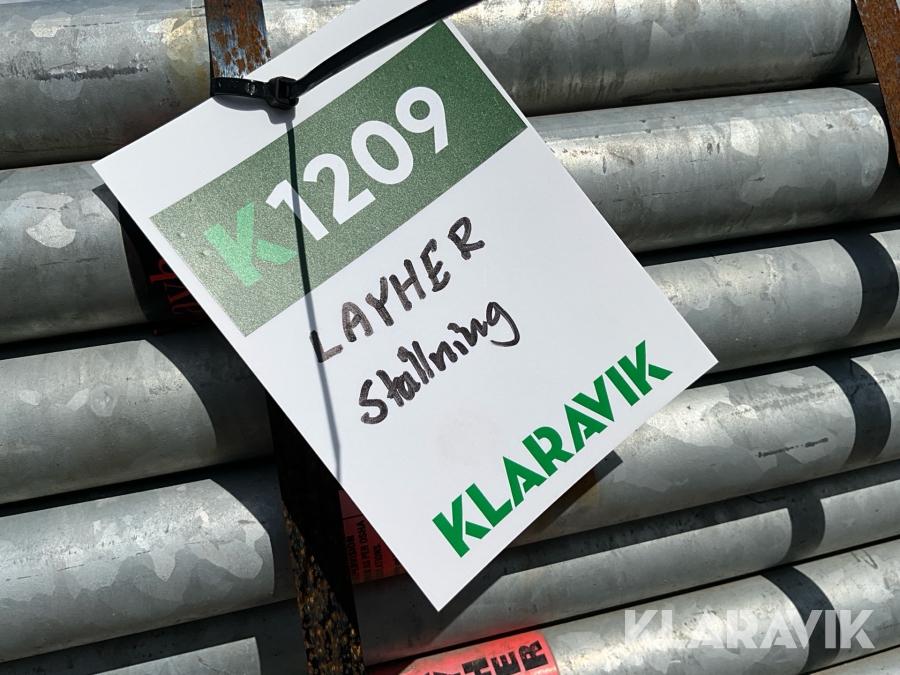 K1209
LAYHER
Ställning
KLARAVIK
KLARAVIK